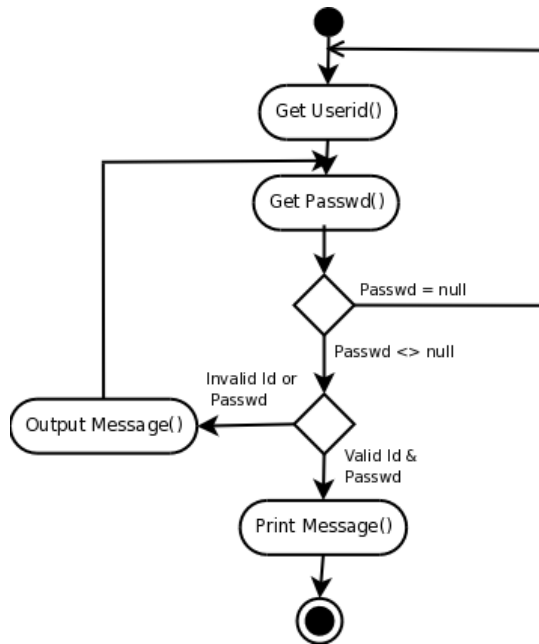 Get Userid()
Get Passwd()
Passwd = null
Passwd <> null
Invalid Id or
Passwd
Output Message()
Valid Id &
Passwd
Print Message()